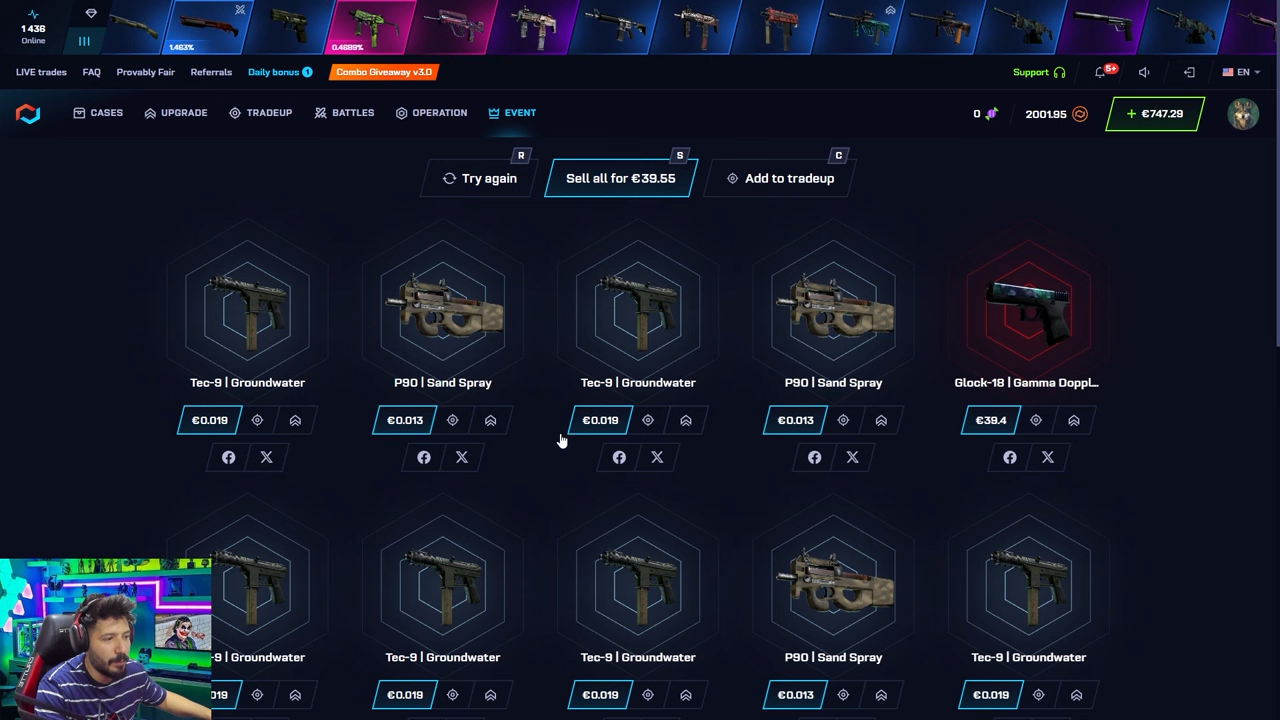 1 436
Online
1.463%
0.4689%
LIVE trades
FAQ
Provably Fair
Referrals
Daily bonus 1
Combo Giveaway v3.0
Support
5+
EN
CASES
UPGRADE
TRADEUP
BATTLES
OPERATION
EVENT
0
2001.95
+ €747.29
R
S
C
Try again
Sell all for €39.55
Add to tradeup
Tec-9 | Groundwater
P90 | Sand Spray
Tec-9 | Groundwater
P90 | Sand Spray
Glock-18 | Gamma Doppl...
€0.019
€0.013
€0.019
€0.013
€39.4
Groundwater
Tec-9 | Groundwater
Tec-9 | Groundwater
P90 | Sand Spray
Tec-9 | Groundwater
019
€0.019
€0.019
€0.013
€0.019